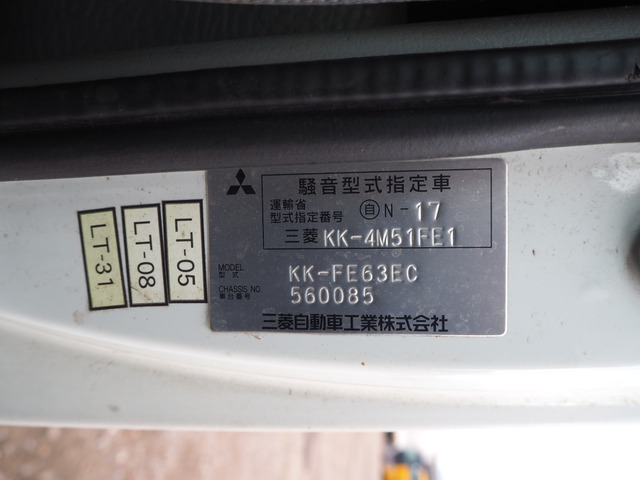 騒音型式指定車
運輸省
型式指定番号 自 N-17
三菱 KK-4M51FE1
MODEL
型式 KK-FE63EC
CHASSIS NO.
車台番号 560085
三菱自動車工業株式会社
LT-31
LT-08
LT-05